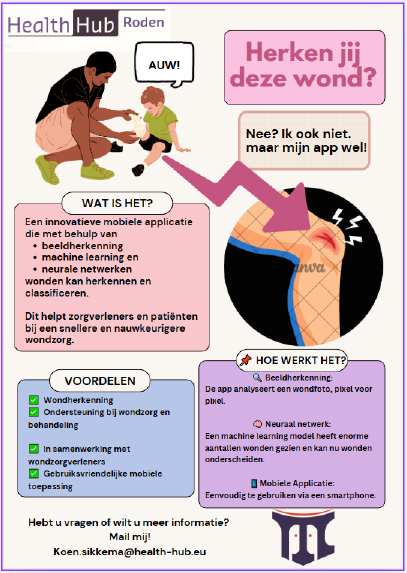 Health Hub Roden
AUW!
Herken jij
deze wond?
Nee? Ik ook niet.
maar mijn app wel!
WAT IS HET?
Een innovatieve mobiele applicatie
die met behulp van
• beeldherkenning
• machine learning en
• neurale netwerken
wonden kan herkennen en
classificeren.
Dit helpt zorgverleners en patiënten
bij een snellere en nauwkeurigere
wondzorg.
VOORDELEN
Wondherkenning
Ondersteuning bij wondzorg en
behandeling
In samenwerking met
wondzorgverleners
Gebruiksvriendelijke mobiele
toepassing
HOE WERKT HET?
Beeldherkenning:
De app analyseert een wondfoto, pixel voor
pixel.
Neuraal netwerk:
Een machine learning model heeft enorme
aantallen wonden gezien en kan nu wonden
onderscheiden.
Mobiele Applicatie:
Eenvoudig te gebruiken via een smartphone.
Hebt u vragen of wilt u meer informatie?
Mail mij!
Koen.sikkema@health-hub.eu